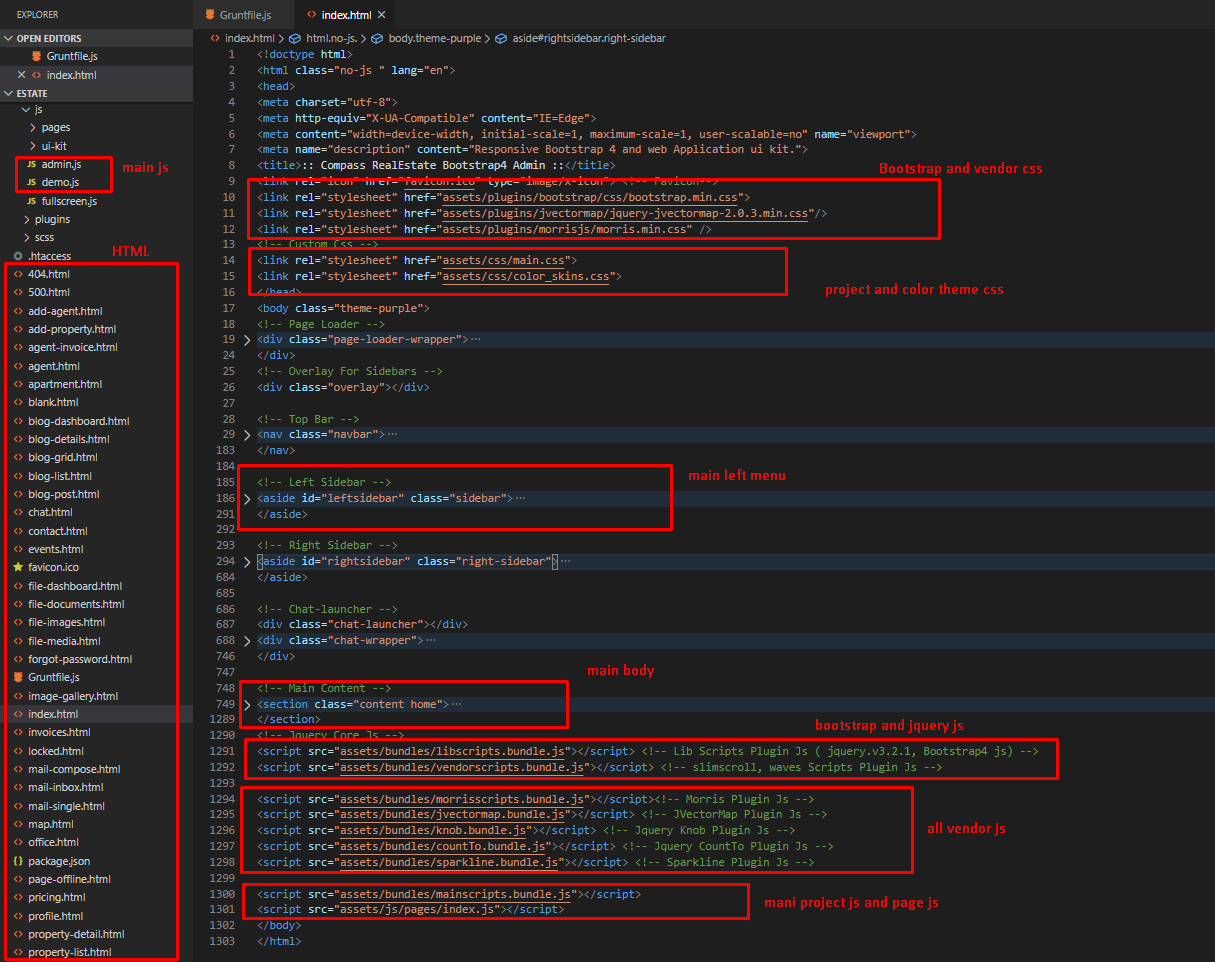 EXPLORER
OPEN EDITORS
Gruntfile.js
index.html
ESTATE
js
pages
ui-kit
admin.js
main js
demo.js
fullscreen.js
plugins
scss
HTML
.htaccess
404.html
500.html
add-agent.html
add-property.html
agent-invoice.html
agent.html
apartment.html
blank.html
blog-dashboard.html
blog-details.html
blog-grid.html
blog-list.html
blog-post.html
chat.html
contact.html
events.html
favicon.ico
file-dashboard.html
file-documents.html
file-images.html
file-media.html
forgot-password.html
Gruntfile.js
image-gallery.html
index.html
invoices.html
locked.html
mail-compose.html
mail-inbox.html
mail-single.html
map.html
office.html
package.json
page-offline.html
pricing.html
profile.html
property-detail.html
property-list.html
Gruntfile.js
index.html
index.html > html.no-js. > body.theme-purple > aside#rightsidebar.right-sidebar
1 <!doctype html>
2 <html class="no-js " lang="en">
3 <head>
4 <meta charset="utf-8">
5 <meta http-equiv="X-UA-Compatible" content="IE=Edge">
6 <meta content="width=device-width, initial-scale=1, maximum-scale=1, user-scalable=no" name="viewport">
7 <meta name="description" content="Responsive Bootstrap 4 and web Application ui kit.">
8 <title>:: Compass RealEstate Bootstrap4 Admin ::</title>
Bootstrap and vendor css
9 <link rel="icon" href="favicon.ico" type="image/x-icon"> <!-- Favicon-->
10 <link rel="stylesheet" href="assets/plugins/bootstrap/css/bootstrap.min.css">
11 <link rel="stylesheet" href="assets/plugins/jvectormap/jquery-jvectormap-2.0.3.min.css"/>
12 <link rel="stylesheet" href="assets/plugins/morrisjs/morris.min.css" />
13 <!-- Custom Css -->
14 <link rel="stylesheet" href="assets/css/main.css">
15 <link rel="stylesheet" href="assets/css/color_skins.css">
16 </head>
project and color theme css
17 <body class="theme-purple">
18 <!-- Page Loader -->
19 <div class="page-loader-wrapper">…
24 </div>
25 <!-- Overlay For Sidebars -->
26 <div class="overlay"></div>
27
28 <!-- Top Bar -->
29 <nav class="navbar">…
183 </nav>
184
main left menu
185 <!-- Left Sidebar -->
186 <aside id="leftsidebar" class="sidebar">…
291 </aside>
292
293 <!-- Right Sidebar -->
294 <aside id="rightsidebar" class="right-sidebar">…
684 </aside>
685
686 <!-- Chat-launcher -->
687 <div class="chat-launcher"></div>
688 <div class="chat-wrapper">…
746 </div>
747
main body
748 <!-- Main Content -->
749 <section class="content home">…
1289 </section>
bootstrap and jquery js
1290 <!-- Jquery Core Js -->
1291 <script src="assets/bundles/libscripts.bundle.js"></script> <!-- Lib Scripts Plugin Js ( jquery.v3.2.1, Bootstrap4 js) -->
1292 <script src="assets/bundles/vendorscripts.bundle.js"></script> <!-- slimscroll, waves Scripts Plugin Js -->
1293
1294 <script src="assets/bundles/morrisscripts.bundle.js"></script><!-- Morris Plugin Js -->
1295 <script src="assets/bundles/jvectormap.bundle.js"></script> <!-- JVectorMap Plugin Js -->
1296 <script src="assets/bundles/knob.bundle.js"></script> <!-- Jquery Knob Plugin Js -->
all vendor js
1297 <script src="assets/bundles/countTo.bundle.js"></script> <!-- Jquery CountTo Plugin Js -->
1298 <script src="assets/bundles/sparkline.bundle.js"></script> <!-- Sparkline Plugin Js -->
1299
1300 <script src="assets/bundles/mainscripts.bundle.js"></script>
mani project js and page js
1301 <script src="assets/js/pages/index.js"></script>
1302 </body>
1303 </html>